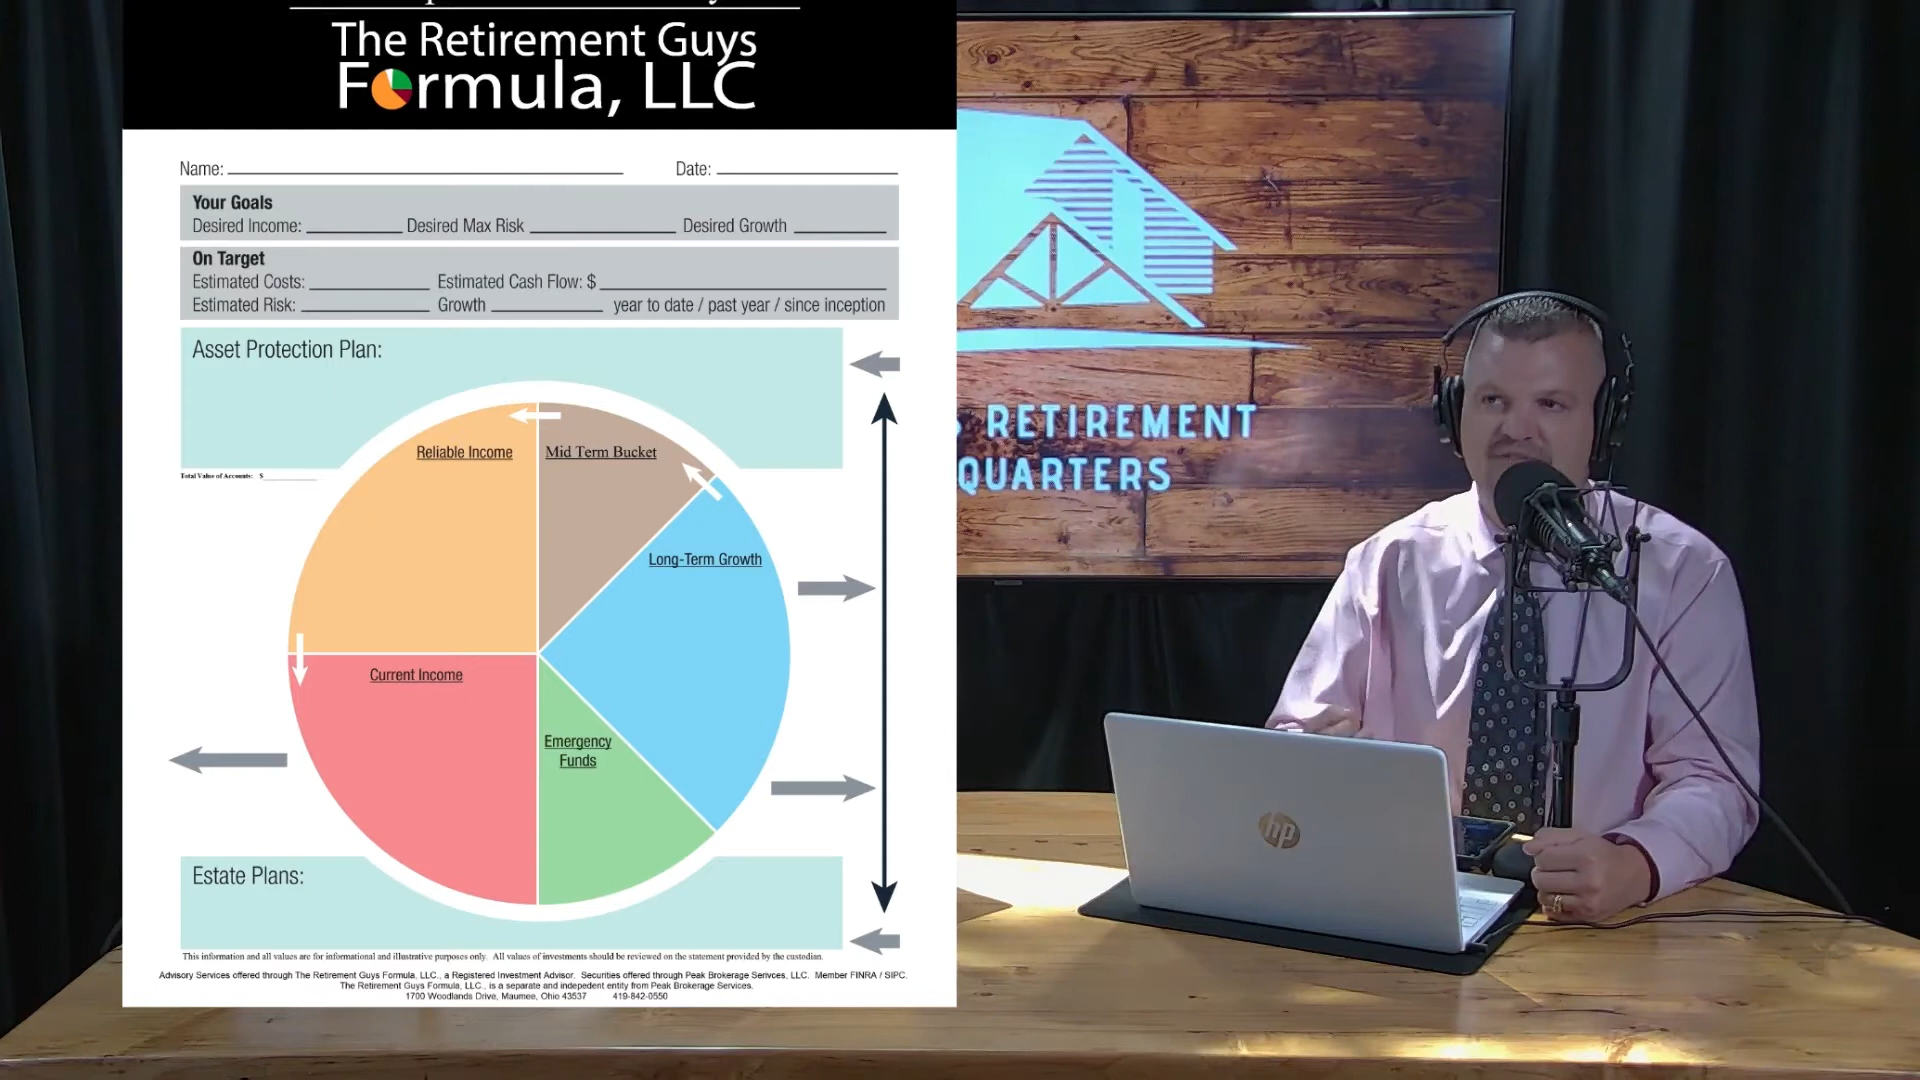 The Retirement Guys
Formula, LLC
Name: Date:
Your Goals
Desired Income: Desired Max Risk Desired Growth
On Target
Estimated Costs: Estimated Cash Flow: $
Estimated Risk: Growth year to date / past year / since inception
Asset Protection Plan:
Total Value of Accounts: $
Reliable Income
Mid Term Bucket
Long-Term Growth
Current Income
Emergency
Funds
Estate Plans:
This information and all values are for informational and illustrative purposes only. All values of investments should be reviewed on the statement provided by the custodian.
Advisory Services offered through The Retirement Guys Formula, LLC., a Registered Investment Advisor. Securities offered through Peak Brokerage Serivces, LLC. Member FINRA / SIPC.
The Retirement Guys Formula, LLC., is a separate and indepedent entity from Peak Brokerage Services.
1700 Woodlands Drive, Maumee, Ohio 43537 419-842-0550
S RETIREMENT
QUARTERS
hp